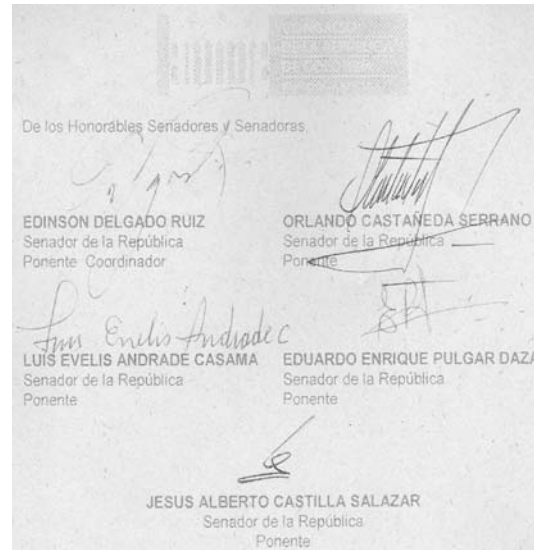 De los Honorables Senadores y Senadoras,
EDINSON DELGADO RUIZ
Senador de la República
Ponente Coordinador
ORLANDO CASTAÑEDA SERRANO
Senador de la República
Ponente
Luis Evelis Andrade C
LUIS EVELIS ANDRADE CASAMA
Senador de la República
Ponente
EDUARDO ENRIQUE PULGAR DAZA
Senador de la República
Ponente
JESUS ALBERTO CASTILLA SALAZAR
Senador de la República
Ponente